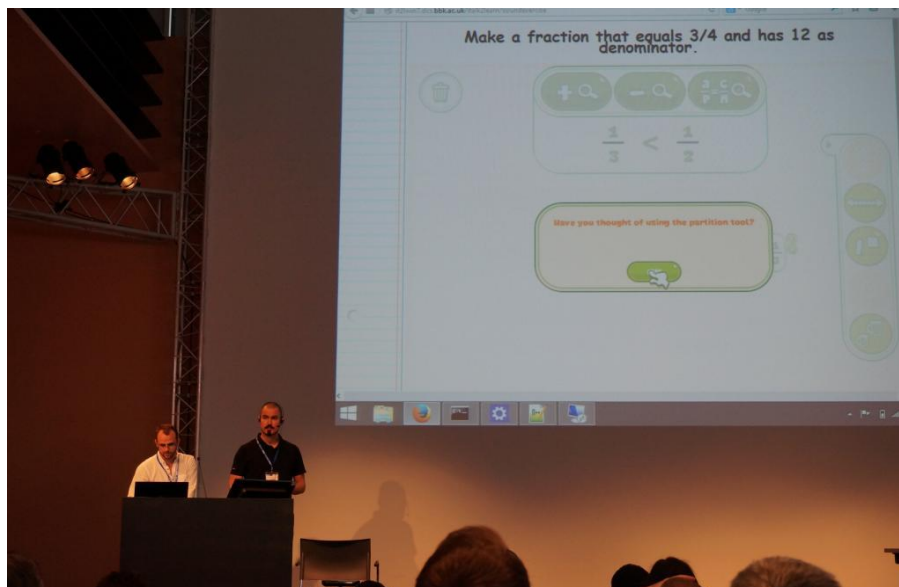 Make a fraction that equals 3/4 and has 12 as
denominator.
1/3 < 1/2
Have you thought of using the partition tool?